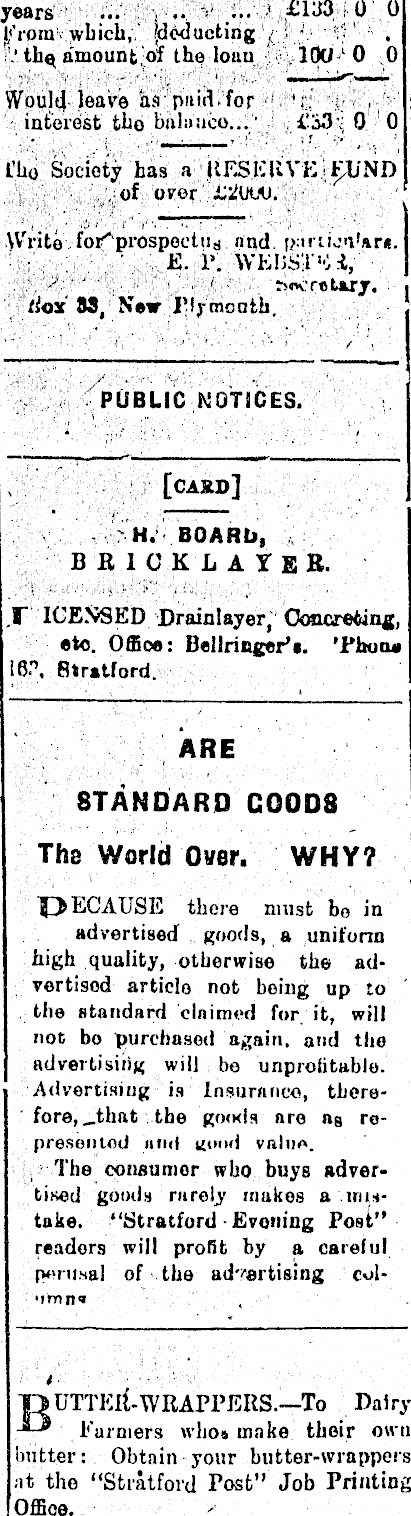 years ... ... ... £133 0 0
From which, deducting
the amount of the loan 100 0 0
Would leave as paid for
interest the balance... £33 0 0
The Society has a RESERVE FUND
of over £2000.
Write for prospectus and particulars.
E. P. WEBSTER,
Secretary.
Box 33, New Plymouth.
PUBLIC NOTICES.
[CARD]
H. BOARD,
BRICKLAYER.
LICENSED Drainlayer, Concreting,
etc. Office: Bellringer's. 'Phone
Stratford.
ARE
STANDARD GOODS
The World Over. WHY?
BECAUSE there must be in
advertised goods, a uniform
high quality, otherwise the ad-
vertised article not being up to
the standard claimed for it, will
not be purchased again, and the
advertising will be unprofitable.
Advertising is Insurance, there-
fore, that the goods are as re-
presented and good value.
The consumer who buys adver-
tised goods rarely makes a mis-
take. "Stratford Evening Post"
readers will profit by a careful
perusal of the advertising col-
umns
BUTTER-WRAPPERS.—To Dairy
Farmers who make their own
butter: Obtain your butter-wrappers
at the "Stratford Post" Job Printing
Office.